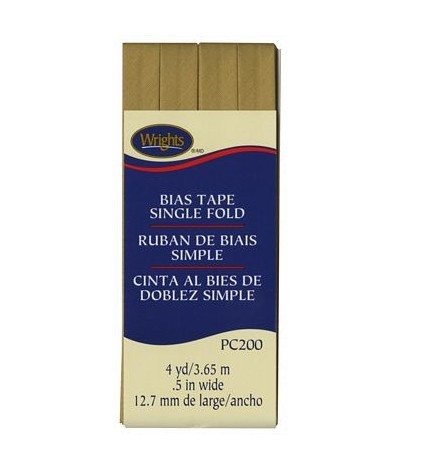 Wrights
BIAS TAPE
SINGLE FOLD
RUBAN DE BIAIS
SIMPLE
CINTA AL BIES DE
DOBLEZ SIMPLE
PC200
4 yd/3.65 m
.5 in wide
12.7 mm de large/ancho